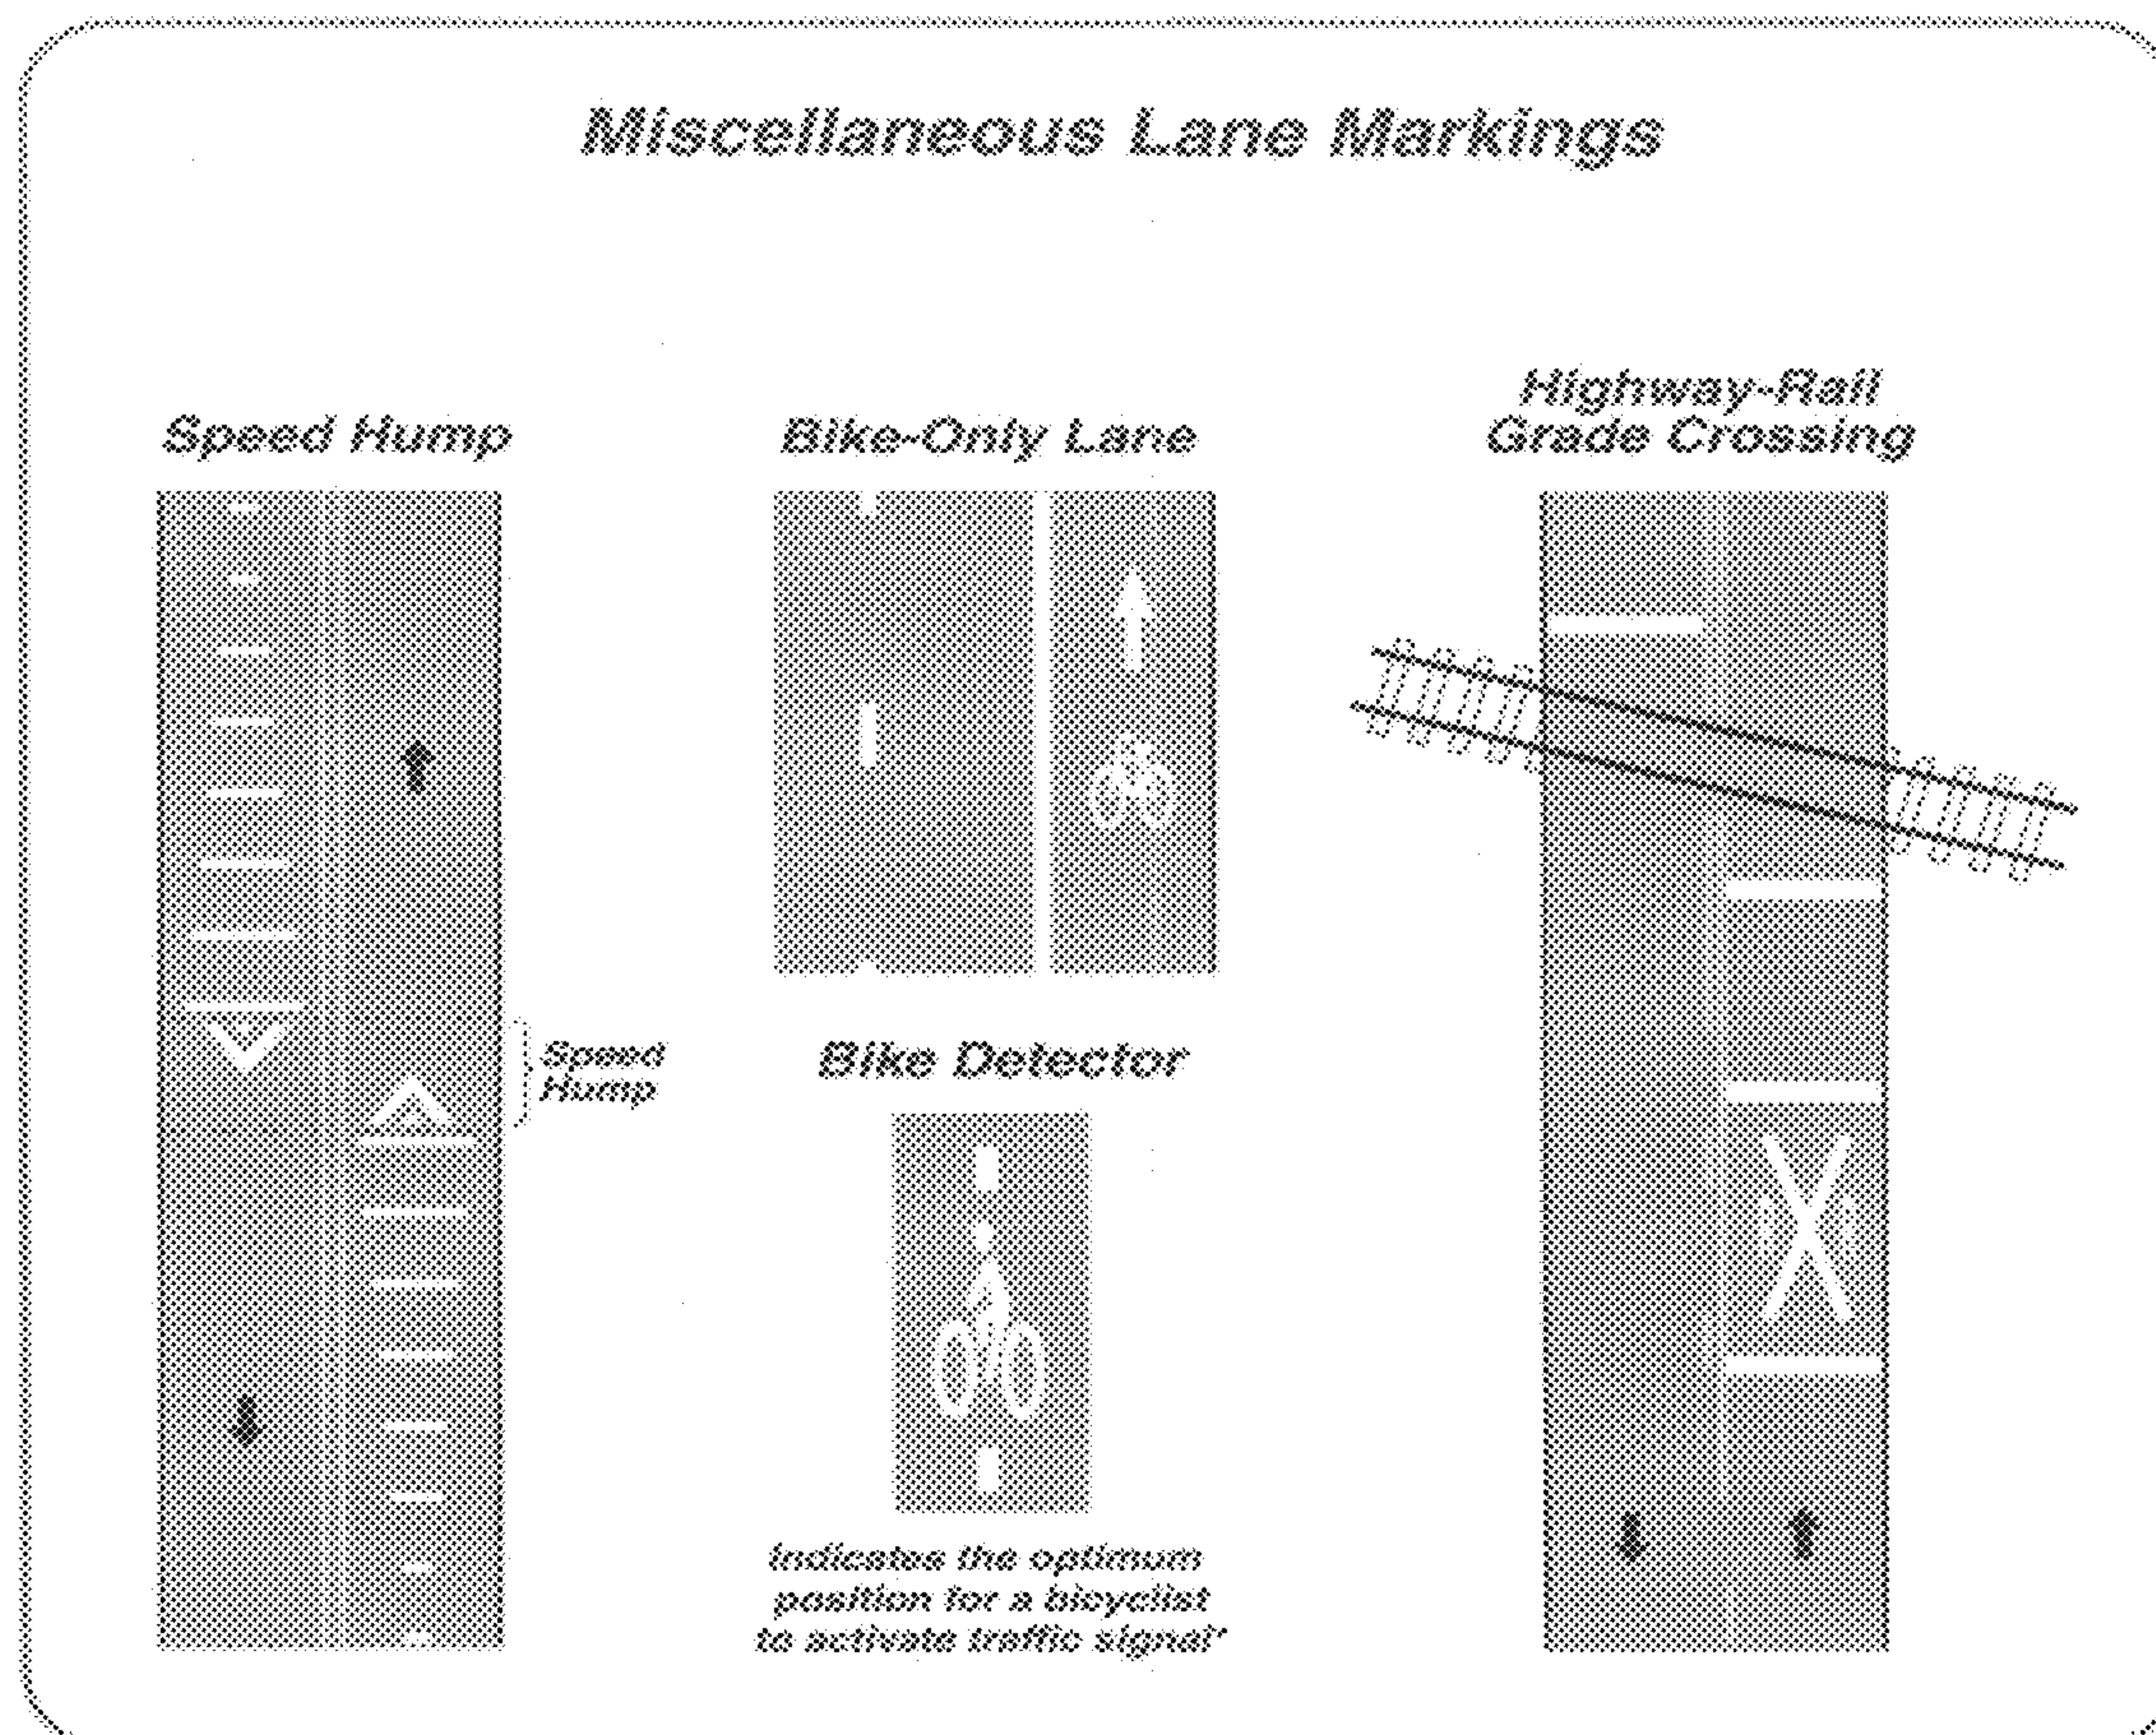 Miscellaneous Lane Markings
Speed Hump
Bike-Only Lane
Highway-Rail
Grade Crossing
Speed
Hump
Bike Detector
Indicates the optimum
position for a bicyclist
to activate traffic signal
R R